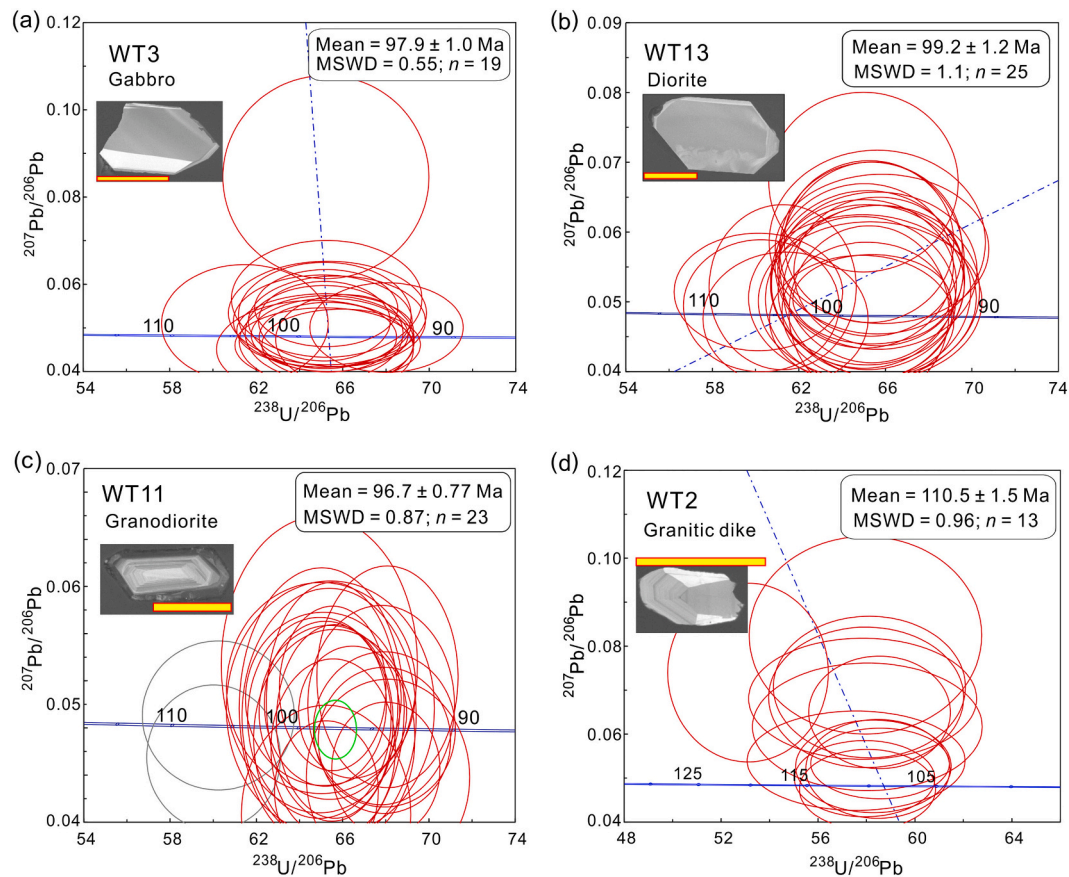 (a)
0.12
0.10
0.08
0.06
0.04
207Pb/206Pb
WT3
Gabbro
Mean = 97.9 ± 1.0 Ma
MSWD = 0.55; n = 19
110
100
90
54 58 62 66 70 74
238U/206Pb
(b)
0.09
0.08
0.07
0.06
0.05
0.04
207Pb/206Pb
WT13
Diorite
Mean = 99.2 ± 1.2 Ma
MSWD = 1.1; n = 25
110
100
90
54 58 62 66 70 74
238U/206Pb
(c)
0.07
0.06
0.05
0.04
207Pb/206Pb
WT11
Granodiorite
Mean = 96.7 ± 0.77 Ma
MSWD = 0.87; n = 23
110
100
90
54 58 62 66 70 74
238U/206Pb
(d)
0.12
0.10
0.08
0.06
0.04
207Pb/206Pb
WT2
Granitic dike
Mean = 110.5 ± 1.5 Ma
MSWD = 0.96; n = 13
125
115
105
48 52 56 60 64
238U/206Pb